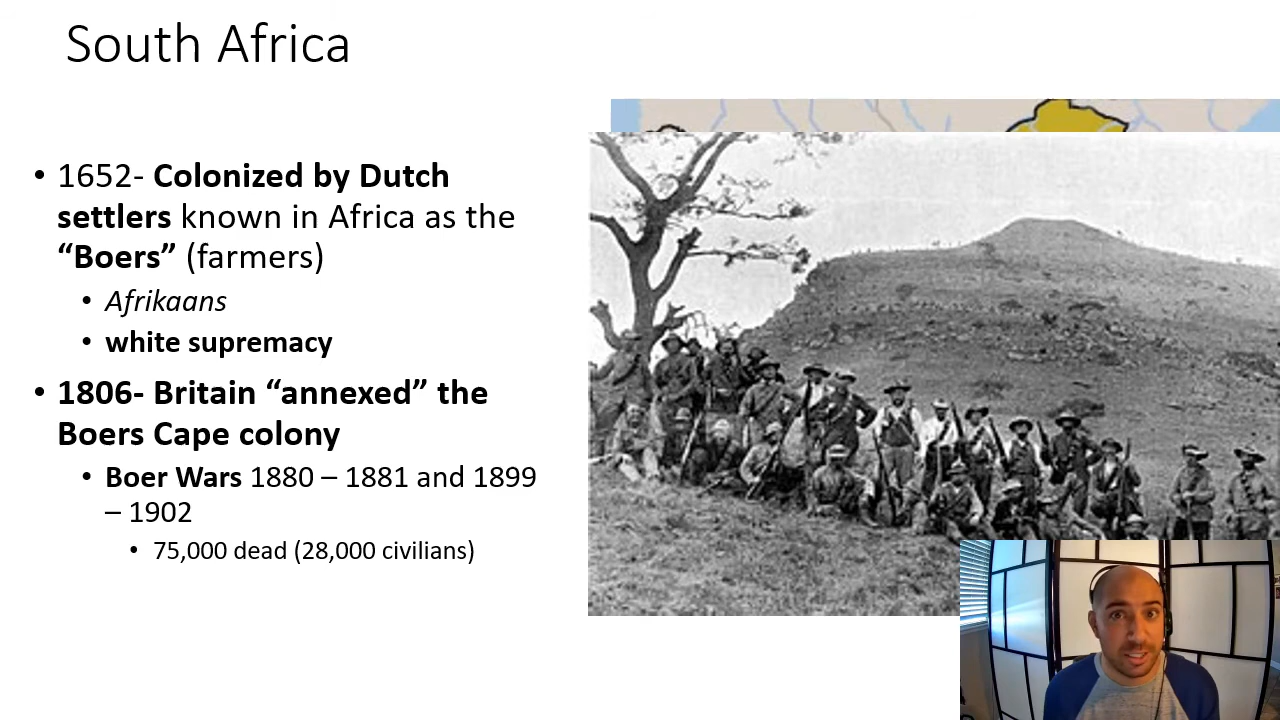 South Africa
• 1652- Colonized by Dutch
settlers known in Africa as the
“Boers” (farmers)
• Afrikaans
• white supremacy
• 1806- Britain “annexed” the
Boers Cape colony
• Boer Wars 1880 – 1881 and 1899
– 1902
• 75,000 dead (28,000 civilians)